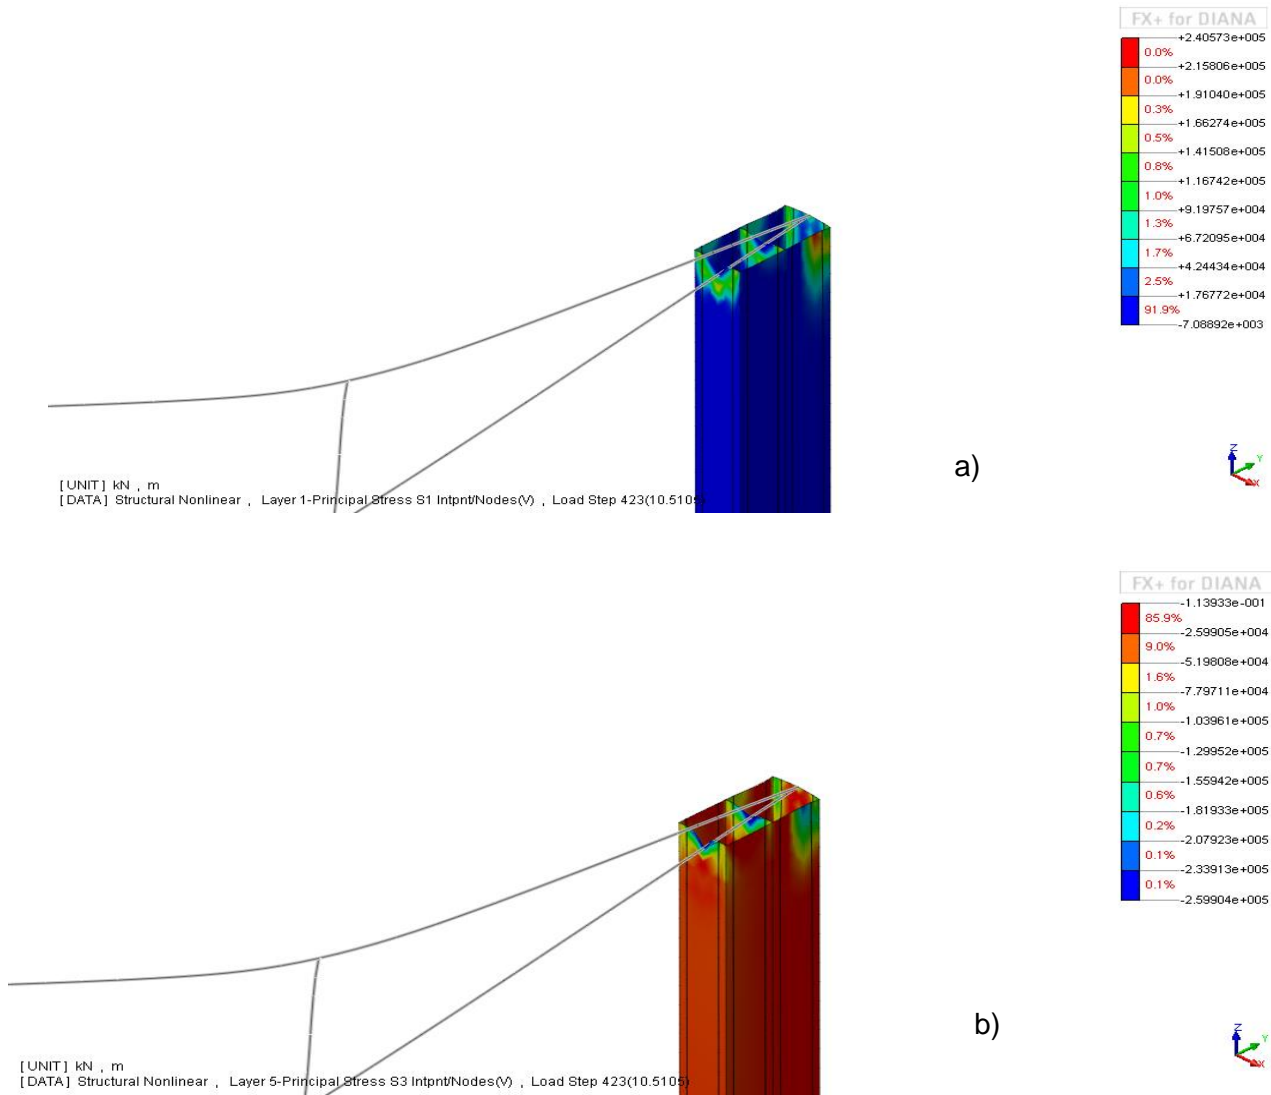 FX+ for DIANA
+2.40573e+005
0.0%
+2.15806e+005
0.0%
+1.91040e+005
0.3%
+1.66274e+005
0.5%
+1.41508e+005
0.8%
+1.16742e+005
1.0%
+9.19757e+004
1.3%
+6.72095e+004
1.7%
+4.24434e+004
2.5%
+1.76772e+004
91.9%
-7.08892e+003
a)
Z
Y
X
[UNIT] kN , m
[DATA] Structural Nonlinear , Layer 1-Principal Stress S1 Intpnt/Nodes(V) , Load Step 423(10.5105)
FX+ for DIANA
-1.13933e-001
85.9%
-2.59905e+004
9.0%
-5.19808e+004
1.6%
-7.79711e+004
1.0%
-1.03961e+005
0.7%
-1.29952e+005
0.7%
-1.55942e+005
0.6%
-1.81933e+005
0.2%
-2.07923e+005
0.1%
-2.33913e+005
0.1%
-2.59904e+005
b)
Z
Y
X
[UNIT] kN , m
[DATA] Structural Nonlinear , Layer 5-Principal Stress S3 Intpnt/Nodes(V) , Load Step 423(10.5105)